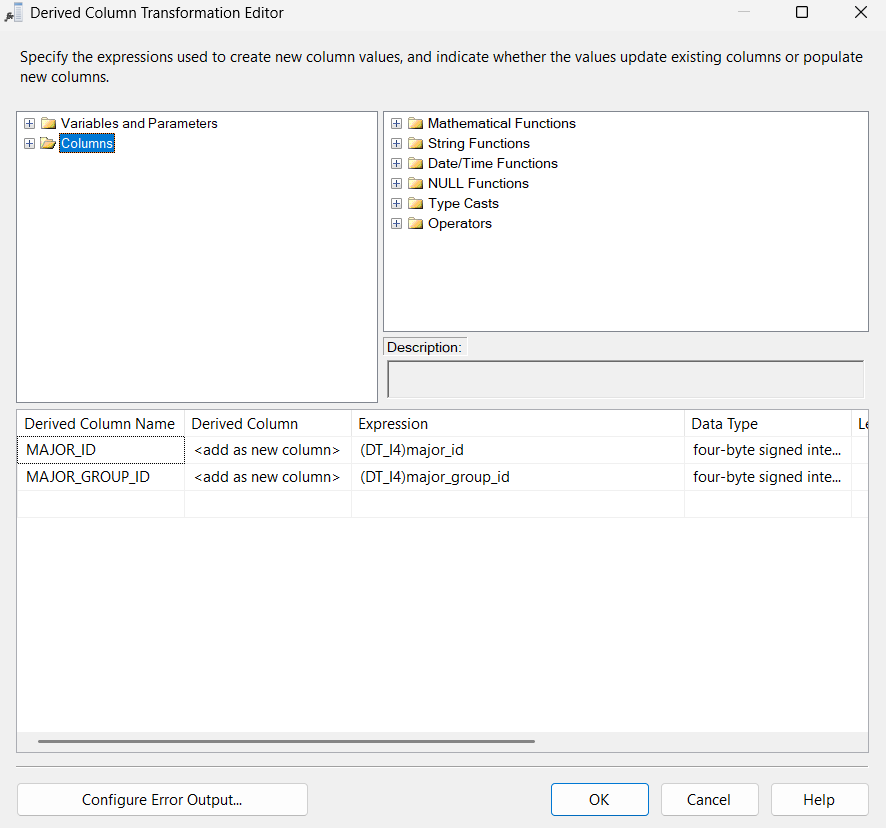 Derived Column Transformation Editor
Specify the expressions used to create new column values, and indicate whether the values update existing columns or populate
new columns.
Variables and Parameters
Columns
Mathematical Functions
String Functions
Date/Time Functions
NULL Functions
Type Casts
Operators
Description:
Derived Column Name Derived Column Expression Data Type Le
MAJOR_ID <add as new column> (DT_I4)major_id four-byte signed inte...
MAJOR_GROUP_ID <add as new column> (DT_I4)major_group_id four-byte signed inte...
Configure Error Output... OK Cancel Help